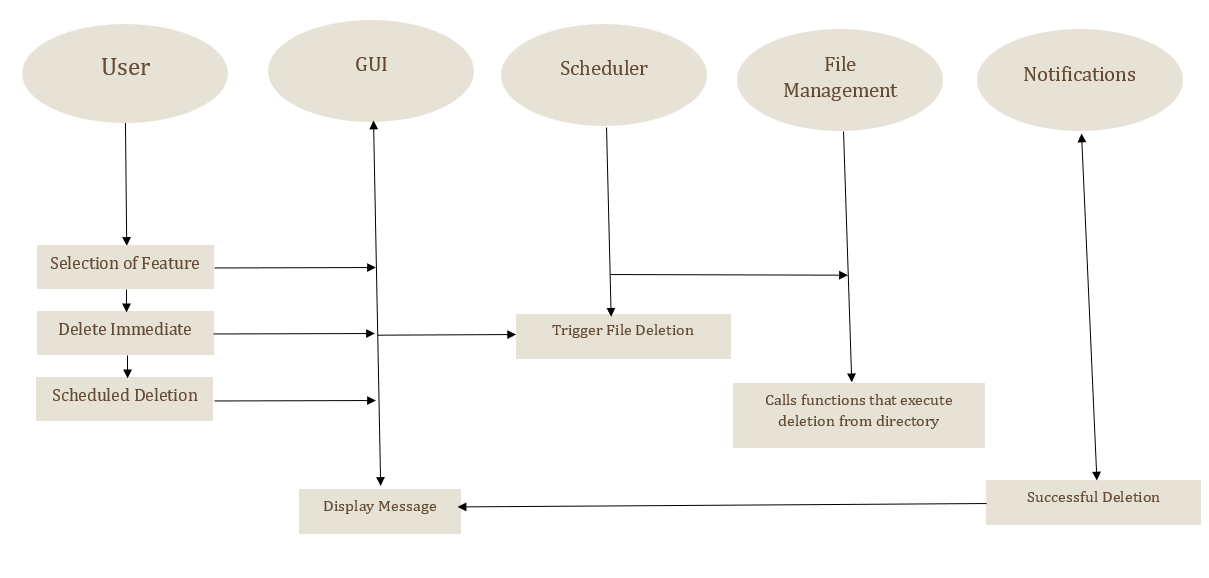 User
GUI
Scheduler
File
Management
Notifications
Selection of Feature
Delete Immediate
Scheduled Deletion
Trigger File Deletion
Calls functions that execute
deletion from directory
Display Message
Successful Deletion